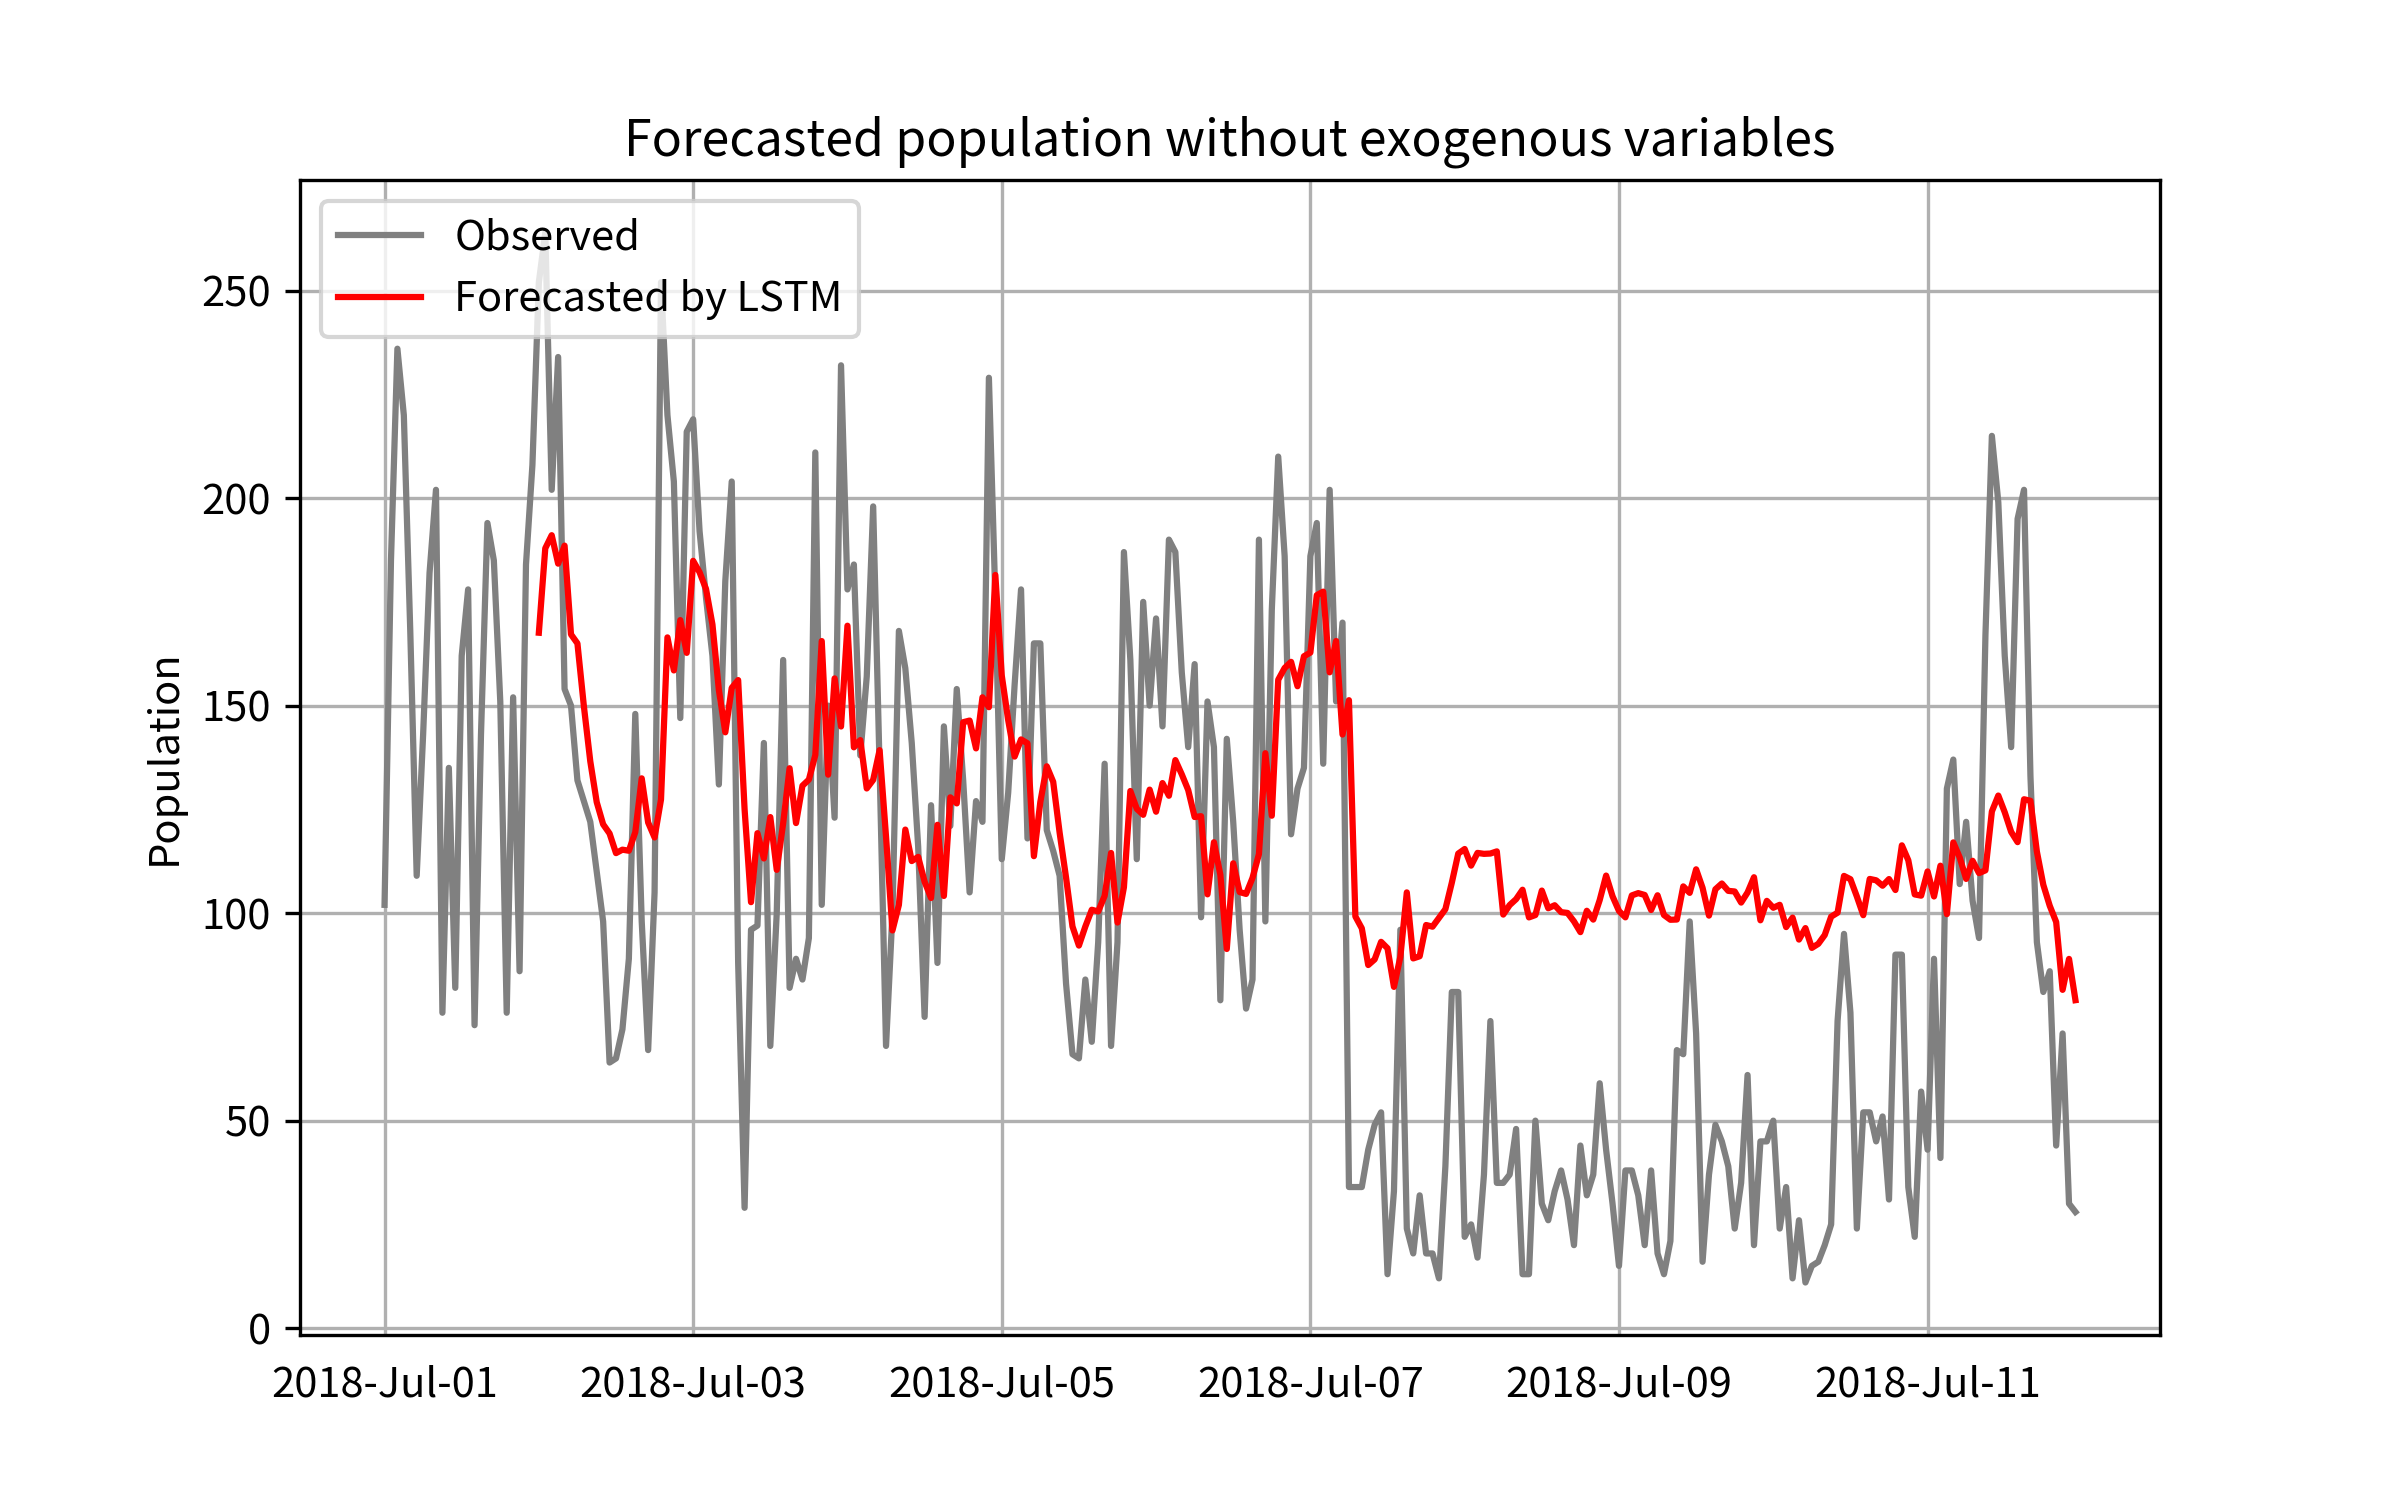 Forecasted population without exogenous variables
Observed
Forecasted by LSTM
Population
250
200
150
100
50
0
2018-Jul-01
2018-Jul-03
2018-Jul-05
2018-Jul-07
2018-Jul-09
2018-Jul-11